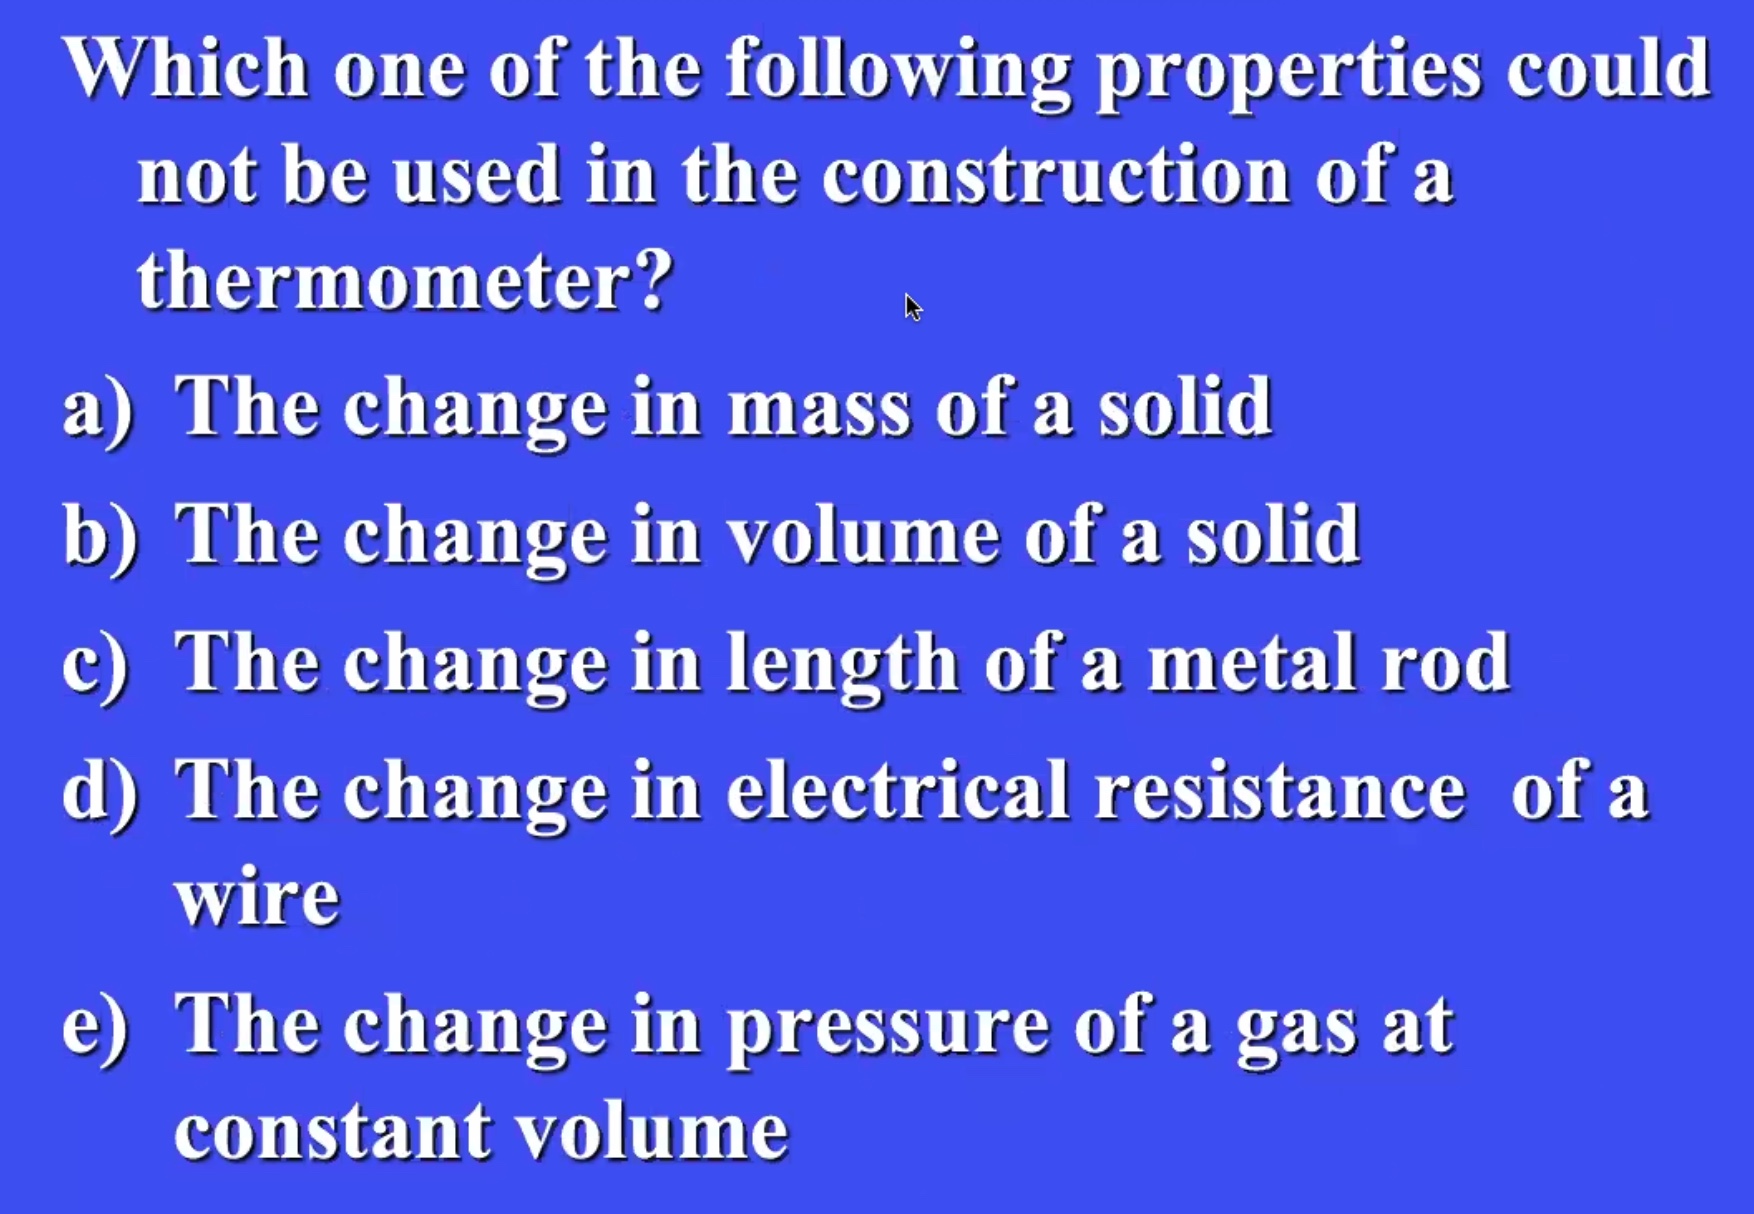 Which one of the following properties could
not be used in the construction of a
thermometer?
a) The change in mass of a solid
b) The change in volume of a solid
c) The change in length of a metal rod
d) The change in electrical resistance of a
wire
e) The change in pressure of a gas at
constant volume